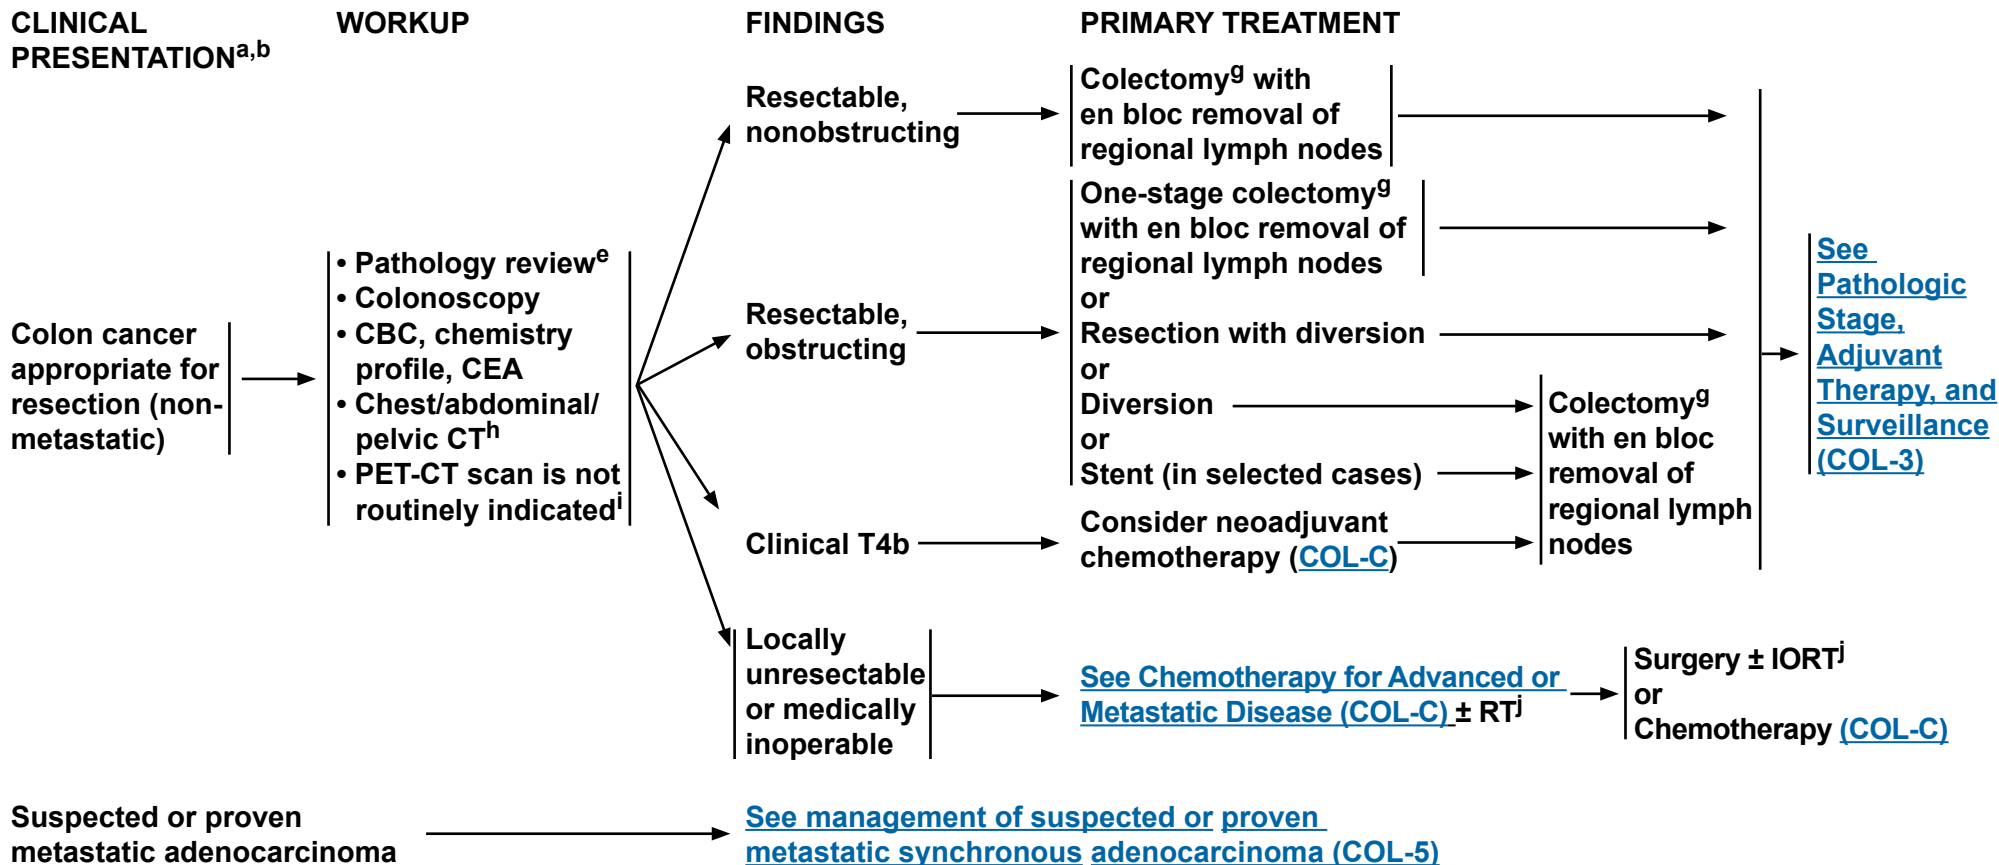 CLINICAL
PRESENTATIONa,b
WORKUP
FINDINGS
PRIMARY TREATMENT
Colon cancer
appropriate for
resection (non-
metastatic)
• Pathology reviewe
• Colonoscopy
• CBC, chemistry
profile, CEA
• Chest/abdominal/
pelvic CTh
• PET-CT scan is not
routinely indicatedi
Resectable,
nonobstructing
Colectomyg with
en bloc removal of
regional lymph nodes
Resectable,
obstructing
One-stage colectomyg
with en bloc removal of
regional lymph nodes
or
Resection with diversion
or
Diversion
or
Stent (in selected cases)
Clinical T4b
Consider neoadjuvant
chemotherapy (COL-C)
Colectomyg
with en bloc
removal of
regional lymph
nodes
See
Pathologic
Stage,
Adjuvant
Therapy, and
Surveillance
(COL-3)
Locally
unresectable
or medically
inoperable
See Chemotherapy for Advanced or
Metastatic Disease (COL-C) ± RTj
Surgery ± IORTj
or
Chemotherapy (COL-C)
Suspected or proven
metastatic adenocarcinoma
See management of suspected or proven
metastatic synchronous adenocarcinoma (COL-5)